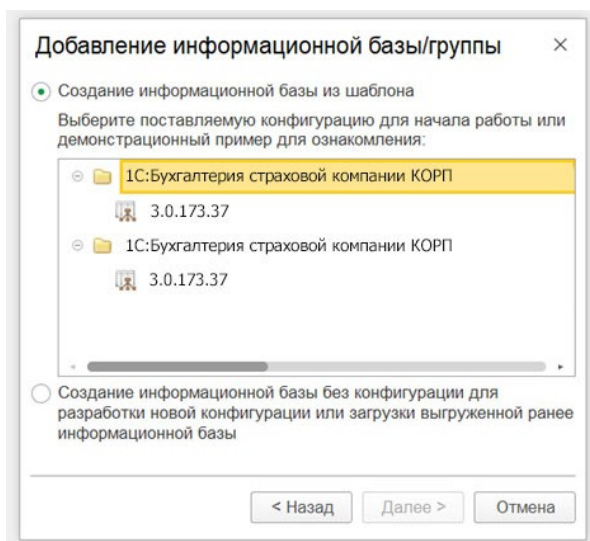 Добавление информационной базы/группы
Создание информационной базы из шаблона
Выберите поставляемую конфигурацию для начала работы или
демонстрационный пример для ознакомления:
1С:Бухгалтерия страховой компании КОРП
3.0.173.37
1С:Бухгалтерия страховой компании КОРП
3.0.173.37
Создание информационной базы без конфигурации для
разработки новой конфигурации или загрузки выгруженной ранее
информационной базы
< Назад Далее > Отмена